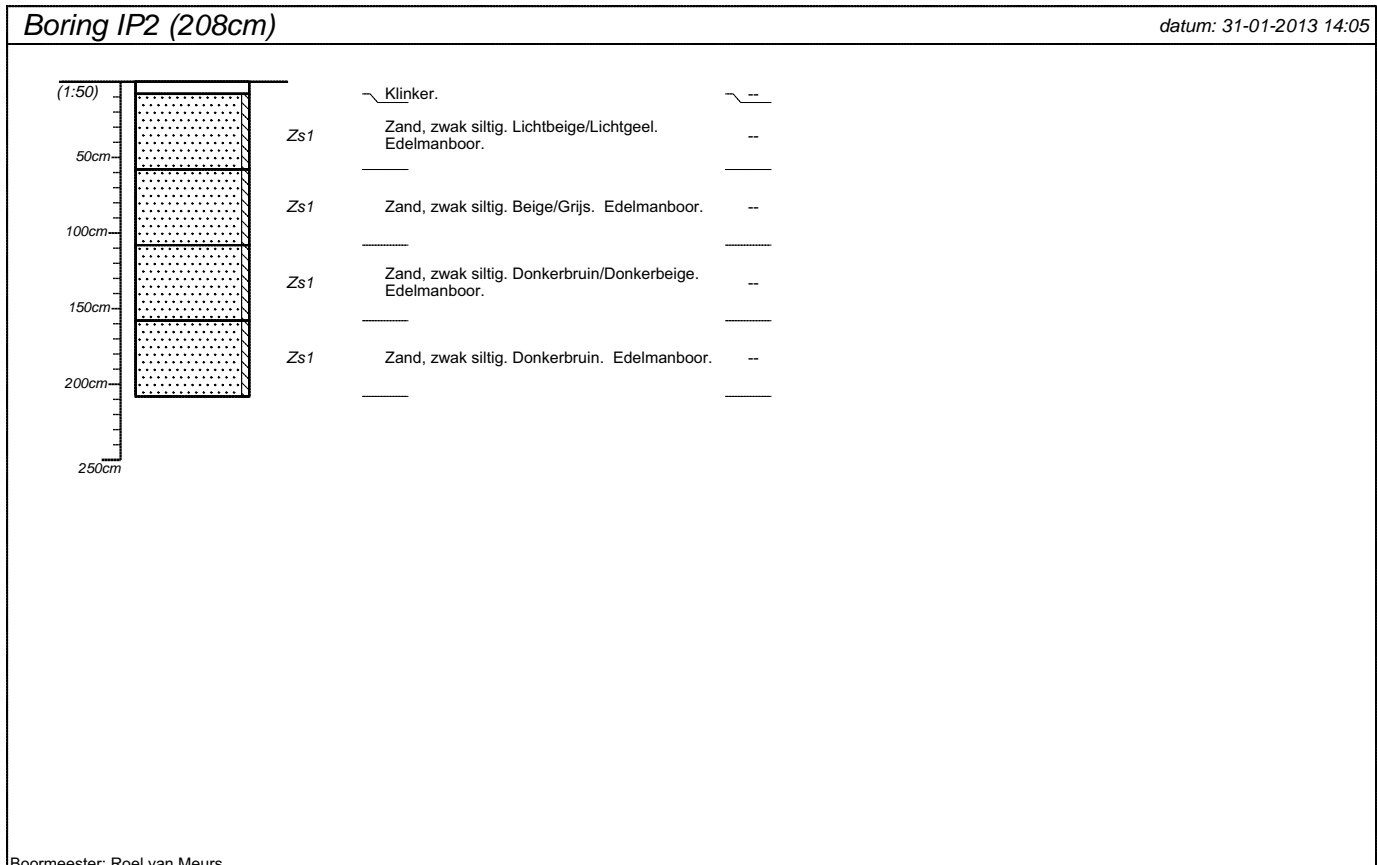 Boring IP2 (208cm)
datum: 31-01-2013 14:05
(1:50)
Klinker.
--
Zs1
Zand, zwak siltig. Lichtbeige/Lichtgeel.
Edelmanboor.
--
50cm
Zs1
Zand, zwak siltig. Beige/Grijs. Edelmanboor.
--
100cm
Zs1
Zand, zwak siltig. Donkerbruin/Donkerbeige.
Edelmanboor.
--
150cm
Zs1
Zand, zwak siltig. Donkerbruin. Edelmanboor.
--
200cm
250cm
Boormeester: Roel van Meurs